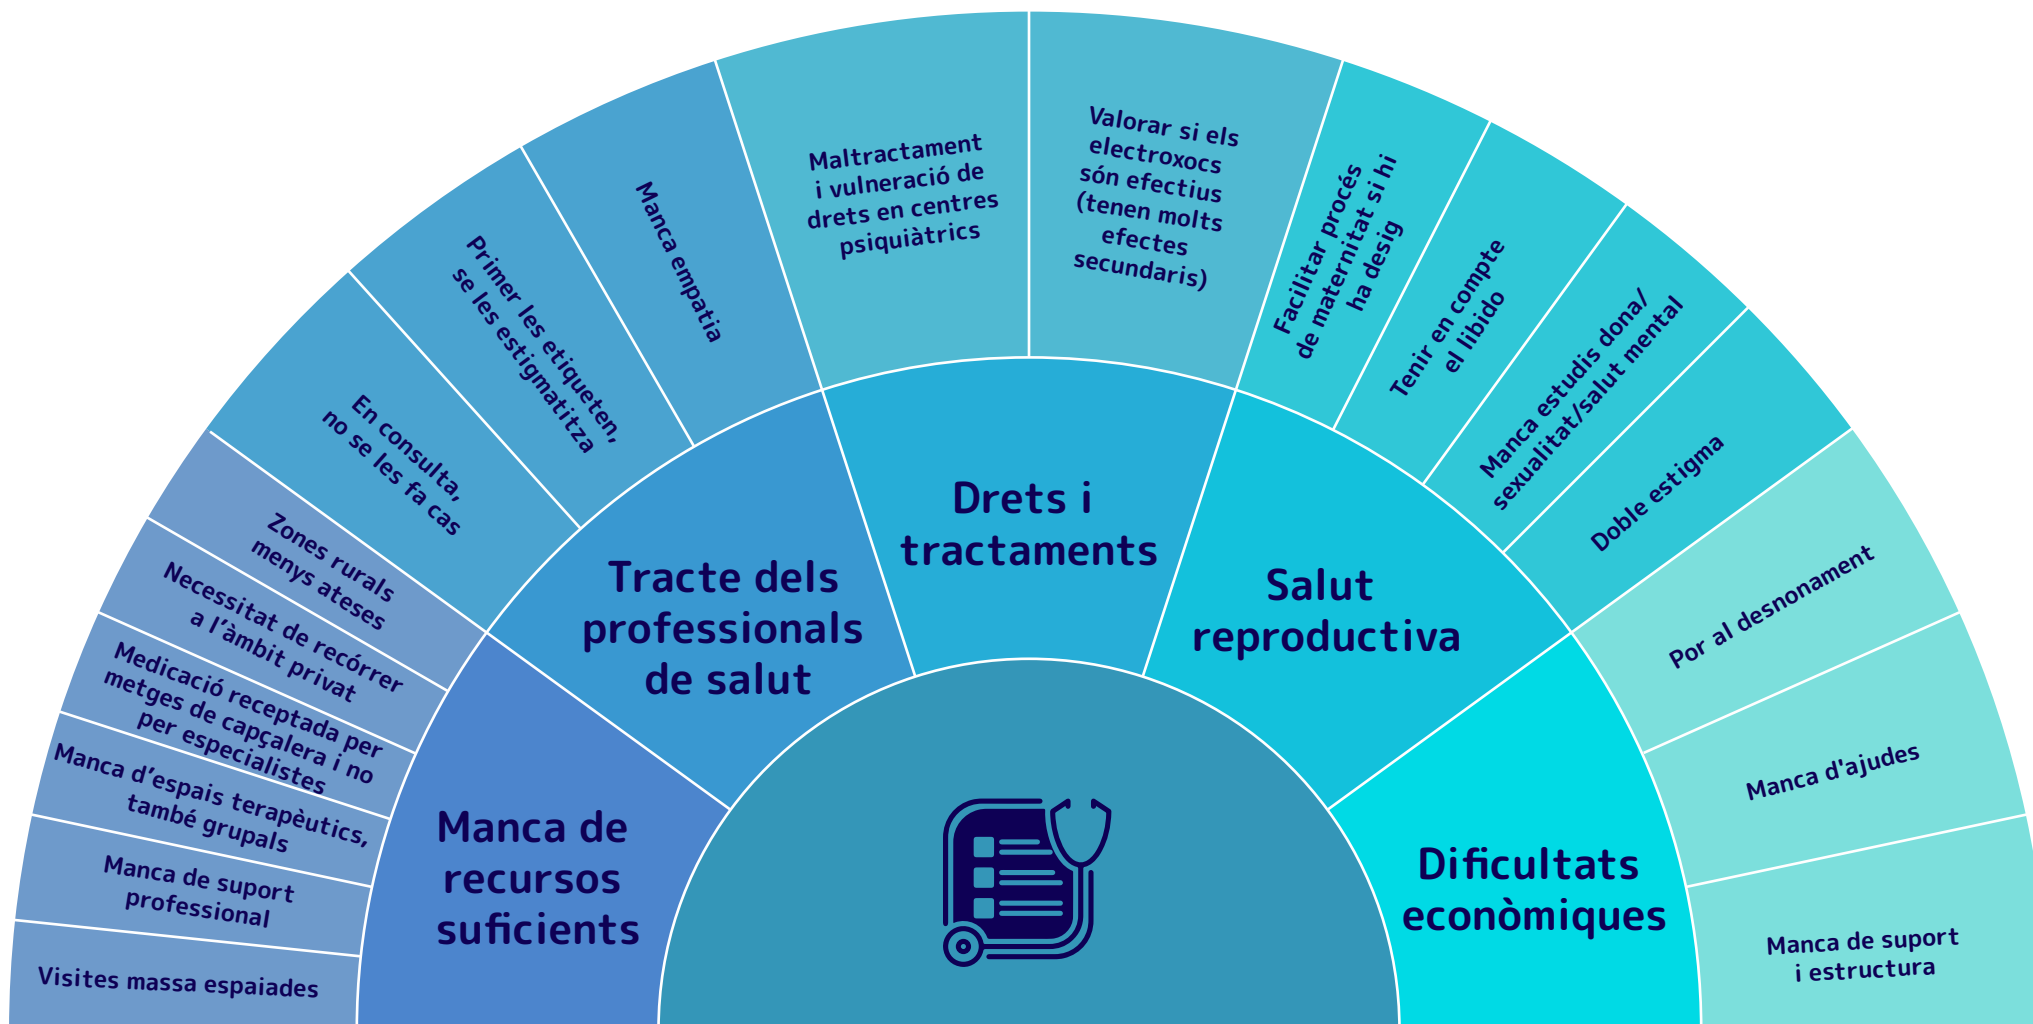 Manca de
recursos
suficients
Visites massa espaiades
Manca de suport
professional
Manca d’espais terapèutics,
també grupals
Medicació receptada per
metges de capçalera i no
per especialistes
Necessitat de recórrer
a l’àmbit privat
Zones rurals
menys ateses
Tracte dels
professionals
de salut
En consulta,
no se les fa cas
Primer les etiqueten,
se les estigmatitza
Manca empatia
Drets i
tractaments
Maltractament
i vulneració de
drets en centres
psiquiàtrics
Valorar si els
electroxocs
són efectius
(tenen molts
efectes
secundaris)
Salut
reproductiva
Facilitar procés
de maternitat si hi
ha desig
Tenir en compte
el libido
Manca estudis dona/
sexualitat/salut mental
Doble estigma
Dificultats
econòmiques
Por al desnonament
Manca d'ajudes
Manca de suport
i estructura